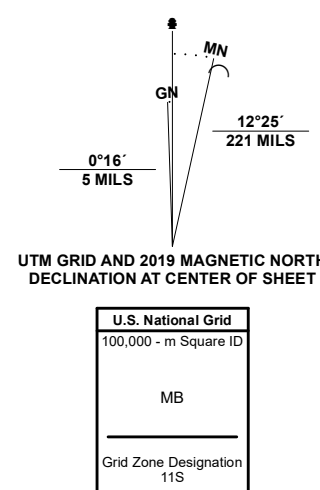 MN
GN
12°25´
221 MILS
0°16´
5 MILS
UTM GRID AND 2019 MAGNETIC NORTH
DECLINATION AT CENTER OF SHEET
U.S. National Grid
100,000 - m Square ID
MB
Grid Zone Designation
11S